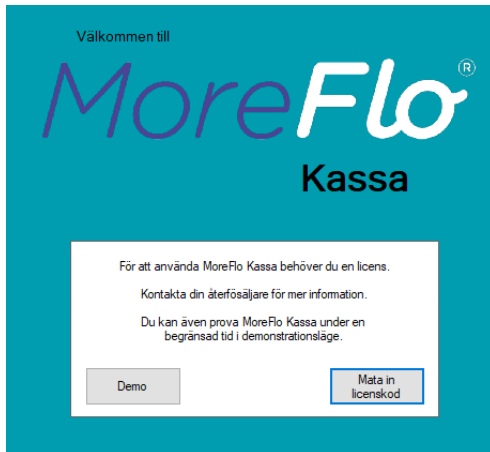 Välkommen till
MoreFlo®
Kassa
För att använda MoreFlo Kassa behöver du en licens.
Kontakta din återfösäljare för mer information.
Du kan även prova MoreFlo Kassa under en
begränsad tid i demonstrationsläge.
Demo
Mata in
licenskod